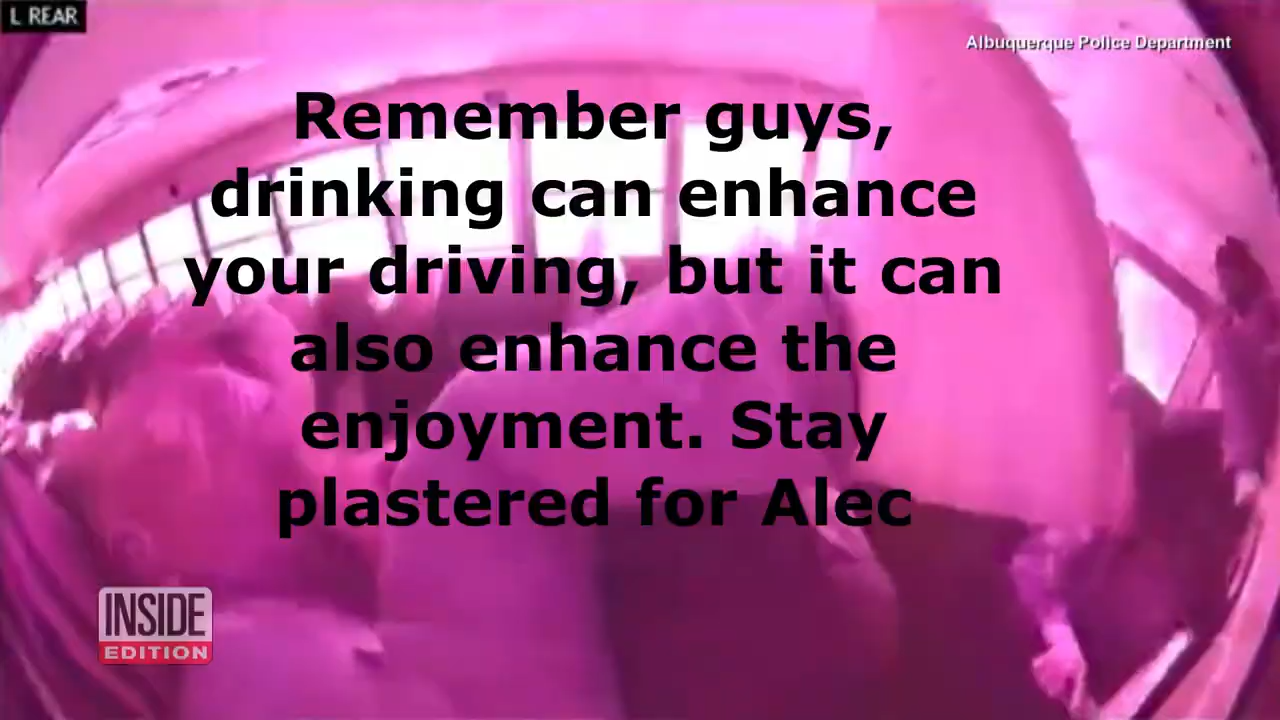 L REAR
Albuquerque Police Department
Remember guys,
drinking can enhance
your driving, but it can
also enhance the
enjoyment. Stay
plastered for Alec
INSIDE
EDITION